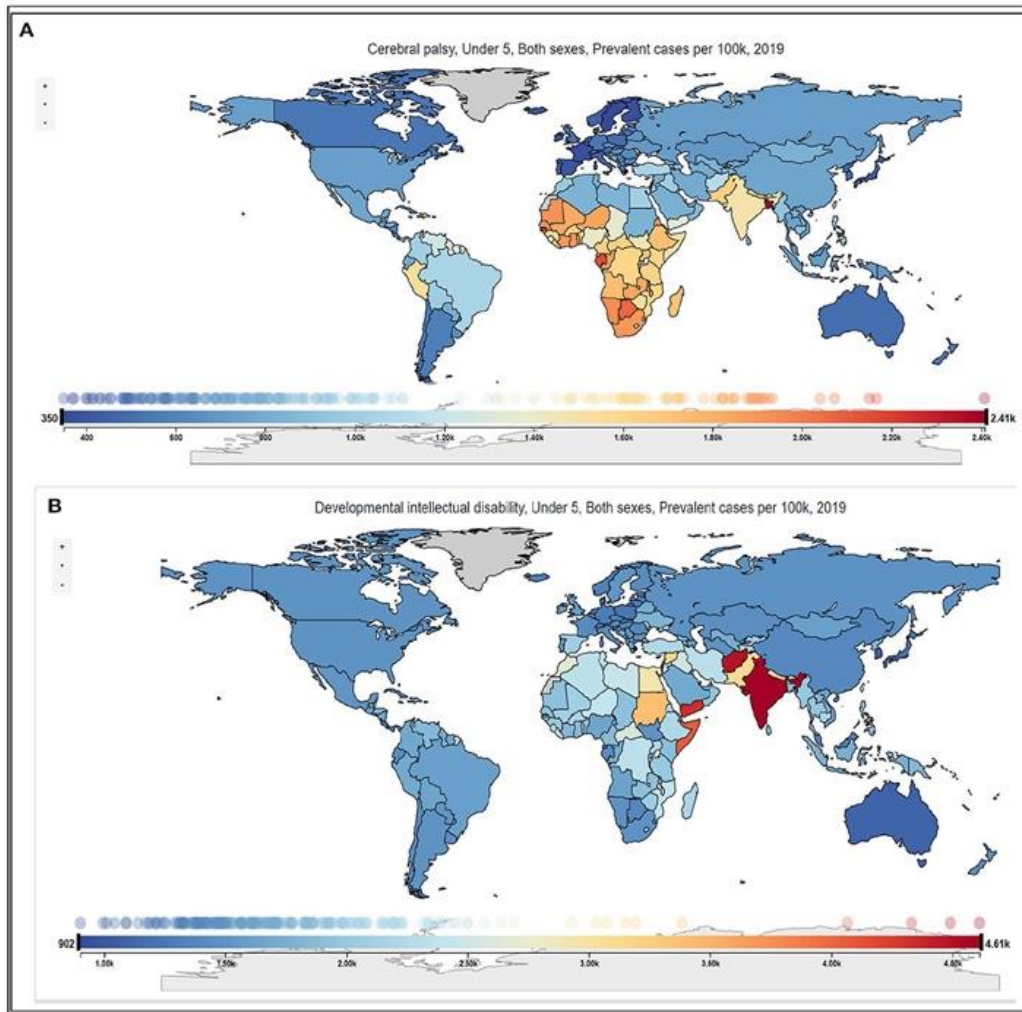 A
Cerebral palsy, Under 5, Both sexes, Prevalent cases per 100k, 2019
350
2.41k
400 600 800 1.00k 1.20k 1.40k 1.60k 1.80k 2.00k 2.20k 2.40k
B
Developmental intellectual disability, Under 5, Both sexes, Prevalent cases per 100k, 2019
+
902
4.61k
1.00k 1.50k 2.00k 2.50k 3.00k 3.50k 4.00k